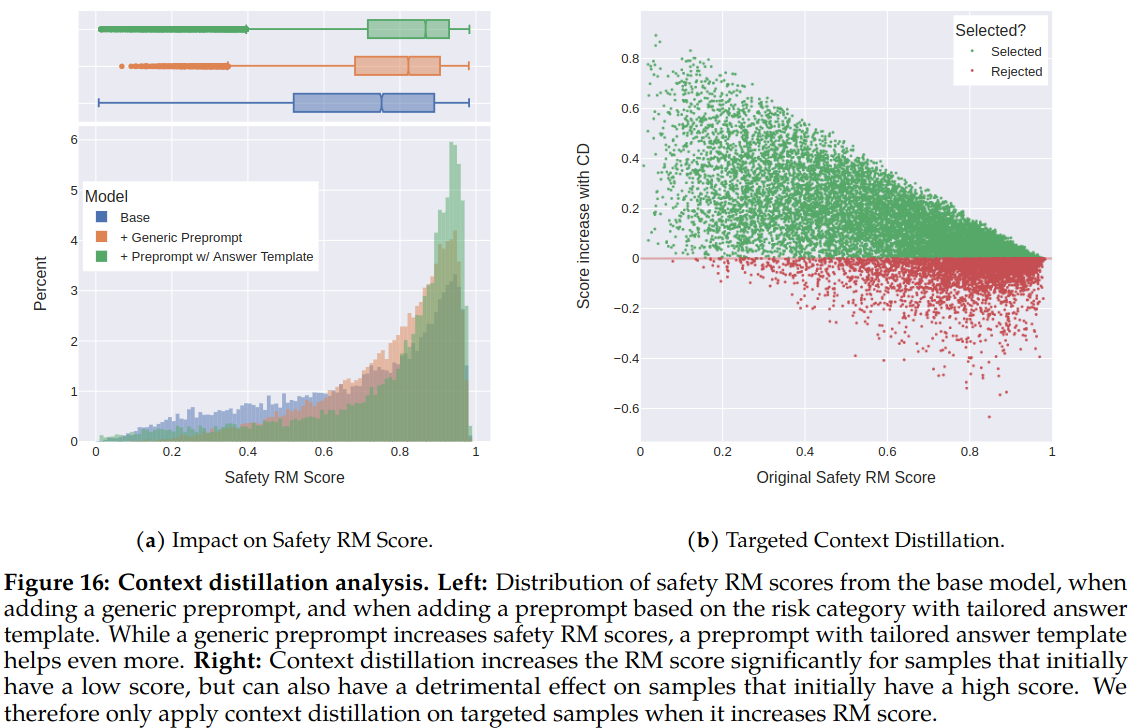 6
5
4
3
2
1
0
Percent
Model
Base
+ Generic Preprompt
+ Preprompt w/ Answer Template
0 0.2 0.4 0.6 0.8 1
Safety RM Score
0.8
0.6
0.4
0.2
0
−0.2
−0.4
−0.6
Score increase with CD
Selected?
Selected
Rejected
0 0.2 0.4 0.6 0.8 1
Original Safety RM Score
(a) Impact on Safety RM Score.
(b) Targeted Context Distillation.
Figure 16: Context distillation analysis. Left: Distribution of safety RM scores from the base model, when
adding a generic preprompt, and when adding a preprompt based on the risk category with tailored answer
template. While a generic preprompt increases safety RM scores, a preprompt with tailored answer template
helps even more. Right: Context distillation increases the RM score significantly for samples that initially
have a low score, but can also have a detrimental effect on samples that initially have a high score. We
therefore only apply context distillation on targeted samples when it increases RM score.